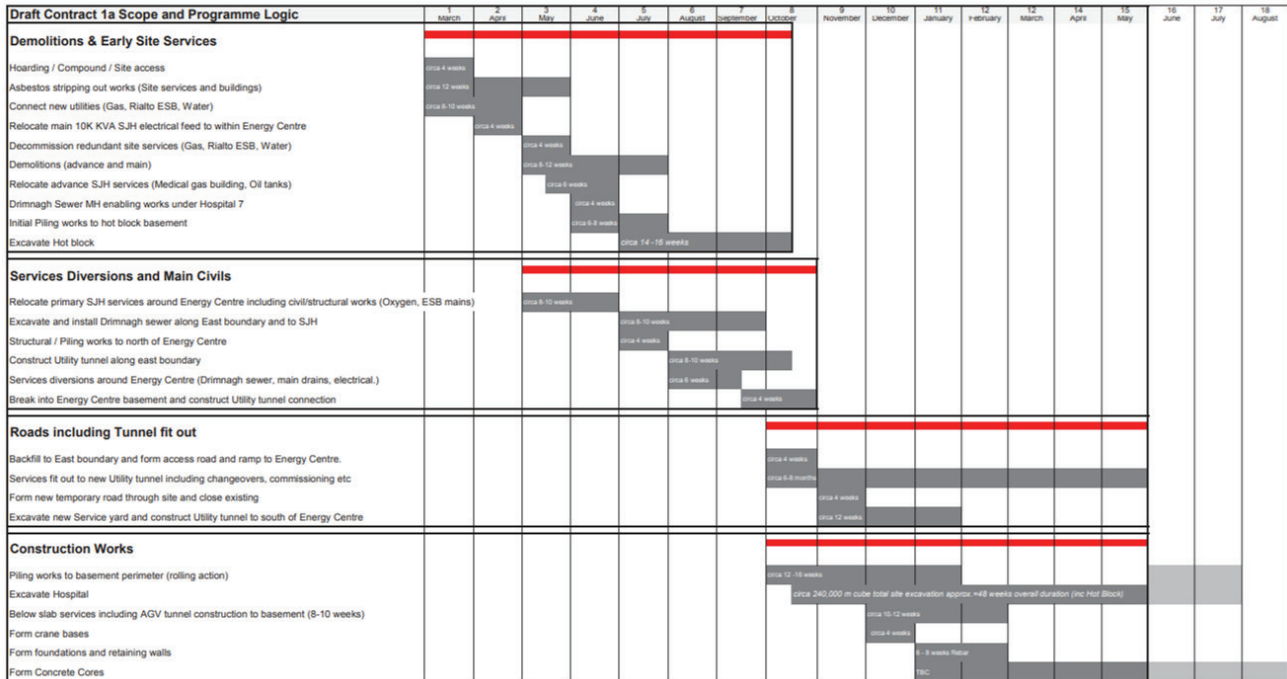 Draft Contract 1a Scope and Programme Logic
1 2 3 4 5 6 7 8 9 10 11 12 12 14 15 16 17 18
March April May June July August September October November December January February March April May June July August
Demolitions & Early Site Services
Hoarding / Compound / Site access circa 4 weeks
Asbestos stripping out works (Site services and buildings) circa 12 weeks
Connect new utilities (Gas, Rialto ESB, Water) circa 8-10 weeks
Relocate main 10K KVA SJH electrical feed to within Energy Centre circa 4 weeks
Decommission redundant site services (Gas, Rialto ESB, Water) circa 4 weeks
Demolitions (advance and main) circa 8-12 weeks
Relocate advance SJH services (Medical gas building, Oil tanks) circa 6 weeks
Drimnagh Sewer MH enabling works under Hospital 7 circa 4 weeks
Initial Piling works to hot block basement circa 6-8 weeks
Excavate Hot block circa 14 -16 weeks
Services Diversions and Main Civils
Relocate primary SJH services around Energy Centre including civil/structural works (Oxygen, ESB mains) circa 8-10 weeks
Excavate and install Drimnagh sewer along East boundary and to SJH circa 8-10 weeks
Structural / Piling works to north of Energy Centre circa 4 weeks
Construct Utility tunnel along east boundary circa 8-10 weeks
Services diversions around Energy Centre (Drimnagh sewer, main drains, electrical.) circa 6 weeks
Break into Energy Centre basement and construct Utility tunnel connection circa 4 weeks
Roads including Tunnel fit out
Backfill to East boundary and form access road and ramp to Energy Centre. circa 4 weeks
Services fit out to new Utility tunnel including changeovers, commissioning etc circa 6-8 months
Form new temporary road through site and close existing circa 4 weeks
Excavate new Service yard and construct Utility tunnel to south of Energy Centre circa 12 weeks
Construction Works
Piling works to basement perimeter (rolling action) circa 12 -16 weeks
Excavate Hospital circa 240,000 m cube total site excavation approx.=48 weeks overall duration (inc Hot Block)
Below slab services including AGV tunnel construction to basement (8-10 weeks) circa 10-12 weeks
Form crane bases circa 4 weeks
Form foundations and retaining walls 6 - 8 weeks Rebar
Form Concrete Cores TBC